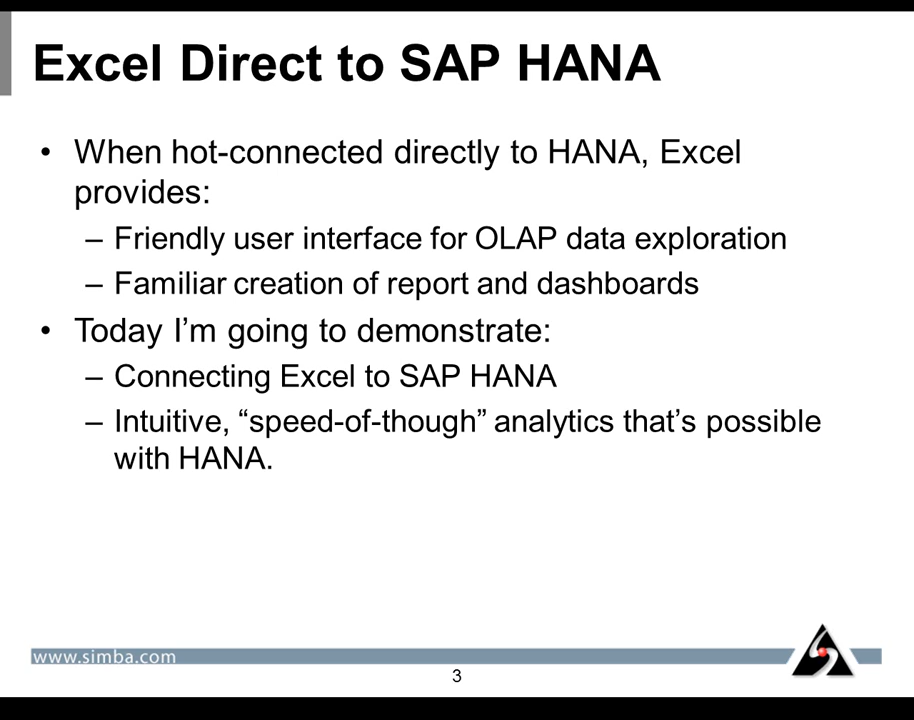 Excel Direct to SAP HANA
• When hot-connected directly to HANA, Excel
provides:
– Friendly user interface for OLAP data exploration
– Familiar creation of report and dashboards
• Today I’m going to demonstrate:
– Connecting Excel to SAP HANA
– Intuitive, “speed-of-though” analytics that’s possible
with HANA.
www.simba.com
3